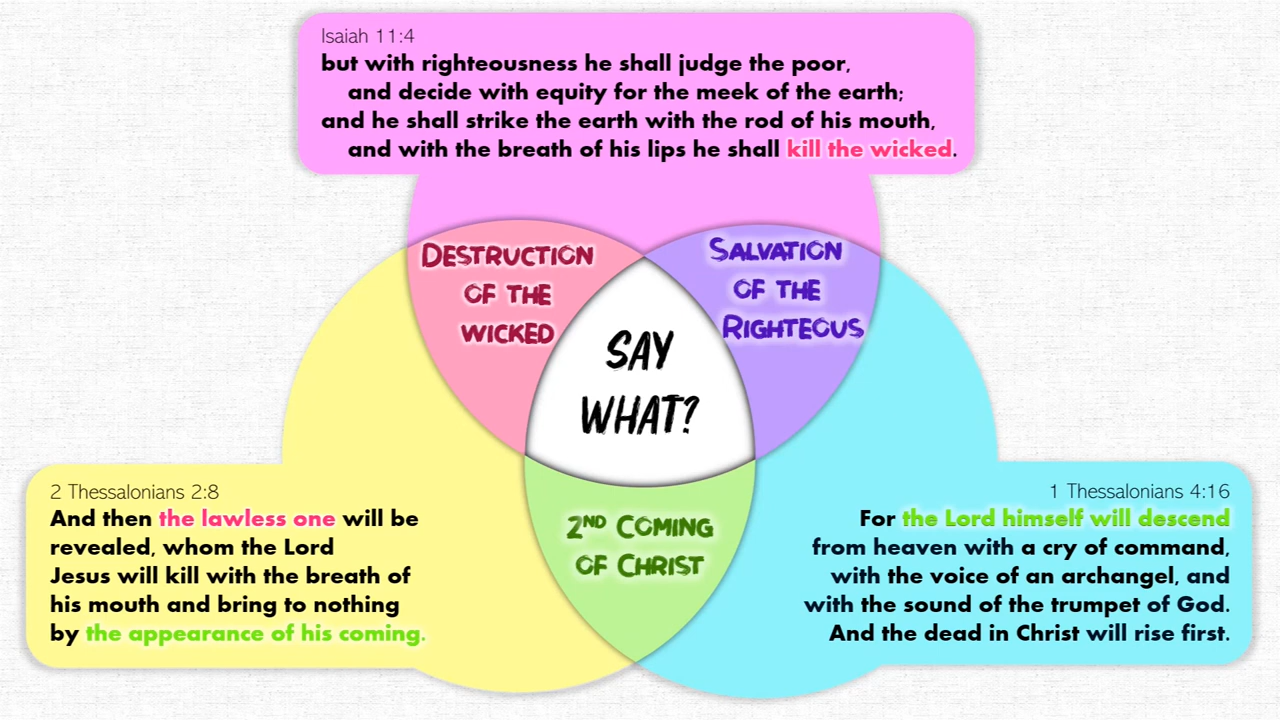 Isaiah 11:4
but with righteousness he shall judge the poor,
and decide with equity for the meek of the earth;
and he shall strike the earth with the rod of his mouth,
and with the breath of his lips he shall kill the wicked.
DESTRUCTION
OF THE
WICKED
SALVATION
OF THE
RIGHTEOUS
SAY
WHAT?
2ND COMING
OF CHRIST
2 Thessalonians 2:8
And then the lawless one will be
revealed, whom the Lord
Jesus will kill with the breath of
his mouth and bring to nothing
by the appearance of his coming.
1 Thessalonians 4:16
For the Lord himself will descend
from heaven with a cry of command,
with the voice of an archangel, and
with the sound of the trumpet of God.
And the dead in Christ will rise first.